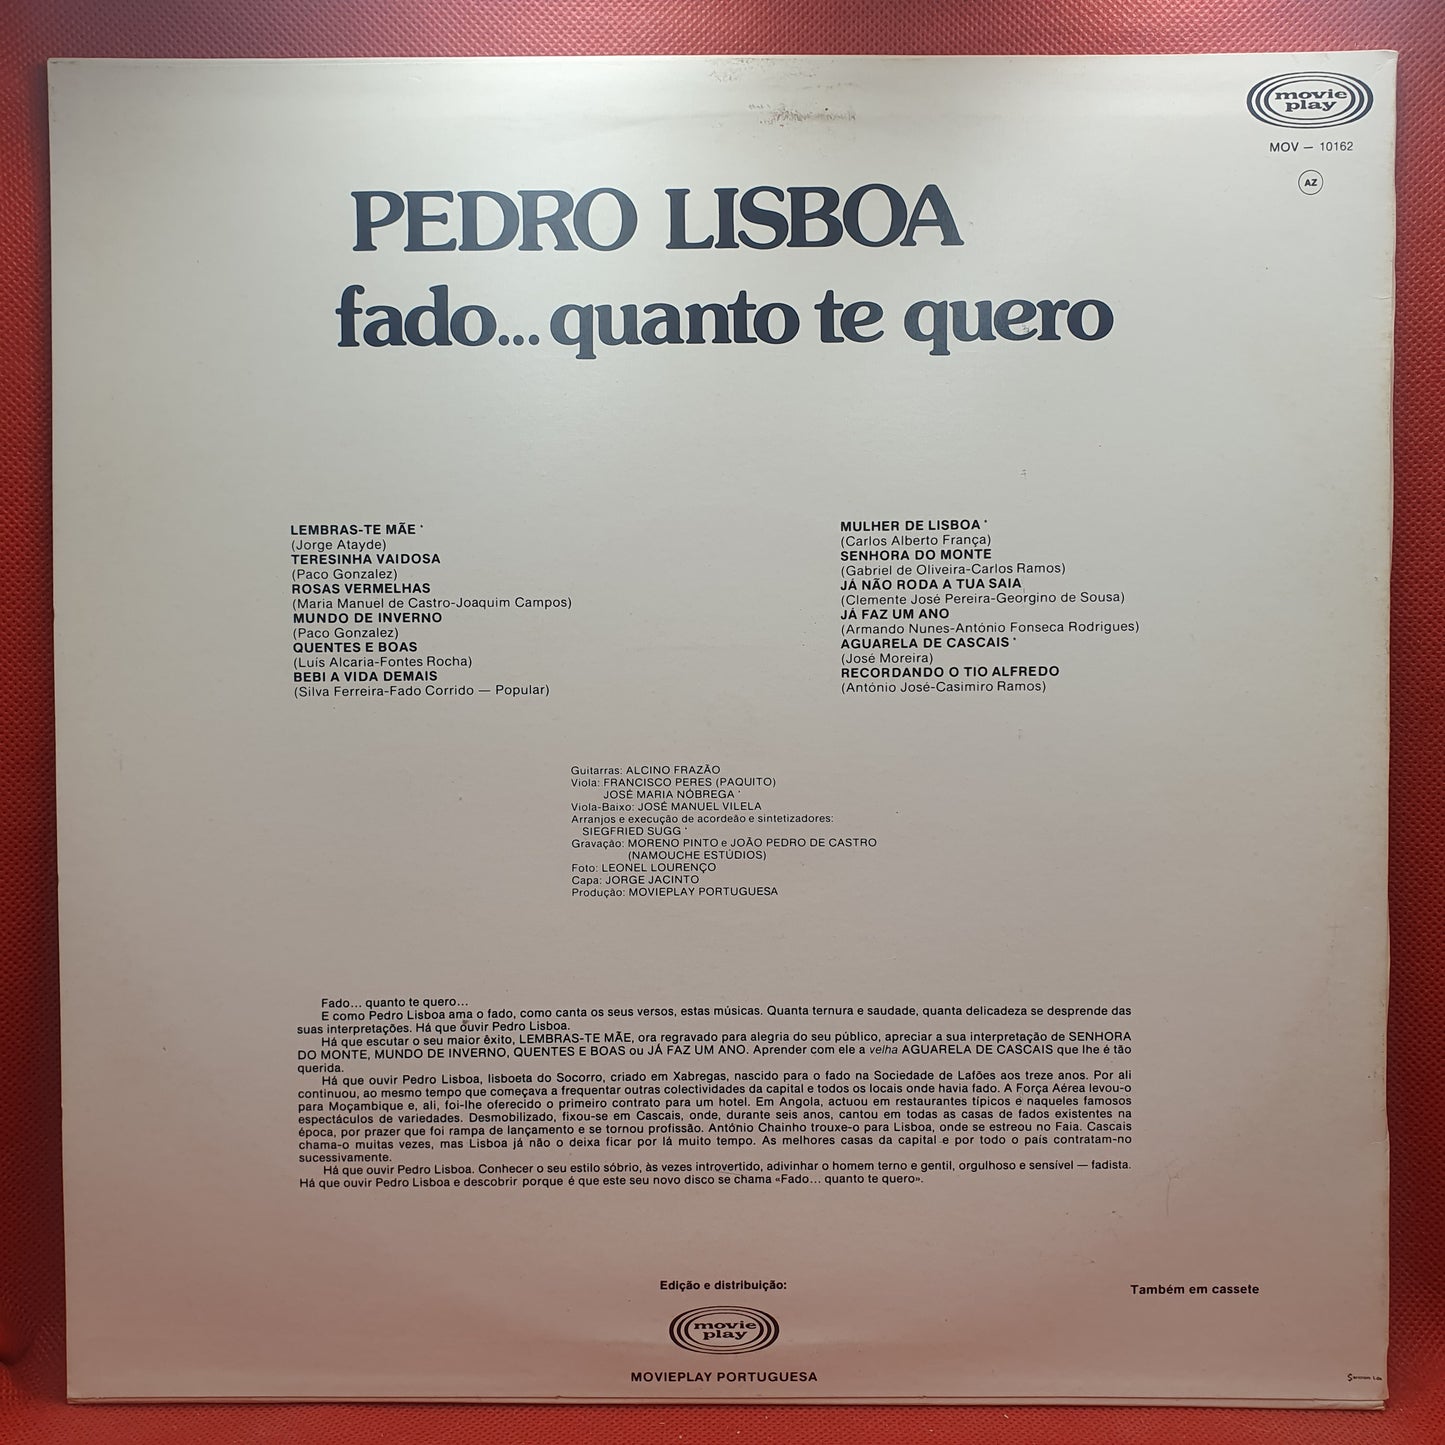 movie
play
MOV — 10162
AZ
PEDRO LISBOA
fado... quanto te quero
LEMBRAS-TE MÃE *
(Jorge Atayde)
TERESINHA VAIDOSA
(Paco Gonzalez)
ROSAS VERMELHAS
(Maria Manuel de Castro-Joaquim Campos)
MUNDO DE INVERNO
(Paco Gonzalez)
QUENTES E BOAS
(Luís Alcaria-Fontes Rocha)
BEBI A VIDA DEMAIS
(Silva Ferreira-Fado Corrido — Popular)
MULHER DE LISBOA *
(Carlos Alberto França)
SENHORA DO MONTE
(Gabriel de Oliveira-Carlos Ramos)
JÁ NÃO RODA A TUA SAIA
(Clemente José Pereira-Georgino de Sousa)
JÁ FAZ UM ANO
(Armando Nunes-António Fonseca Rodrigues)
AGUARELA DE CASCAIS *
(José Moreira)
RECORDANDO O TIO ALFREDO
(António José-Casimiro Ramos)
Guitarras: ALCINO FRAZÃO
Viola: FRANCISCO PERES (PAQUITO)
JOSÉ MARIA NÓBREGA *
Viola-Baixo: JOSÉ MANUEL VILELA
Arranjos e execução de acordeão e sintetizadores:
SIEGFRIED SUGG *
Gravação: MORENO PINTO e JOÃO PEDRO DE CASTRO
(NAMOUCHE ESTÚDIOS)
Foto: LEONEL LOURENÇO
Capa: JORGE JACINTO
Produção: MOVIEPLAY PORTUGUESA
Fado... quanto te quero...
E como Pedro Lisboa ama o fado, como canta os seus versos, estas músicas. Quanta ternura e saudade, quanta delicadeza se desprende das
suas interpretações. Há que ouvir Pedro Lisboa.
Há que escutar o seu maior êxito, LEMBRAS-TE MÃE, ora regravado para alegria do seu público, apreciar a sua interpretação de SENHORA
DO MONTE, MUNDO DE INVERNO, QUENTES E BOAS ou JÁ FAZ UM ANO. Aprender com ele a velha AGUARELA DE CASCAIS que lhe é tão
querida.
Há que ouvir Pedro Lisboa, lisboeta do Socorro, criado em Xabregas, nascido para o fado na Sociedade de Lafões aos treze anos. Por ali
continuou, ao mesmo tempo que começava a frequentar outras colectividades da capital e todos os locais onde havia fado. A Força Aérea levou-o
para Moçambique e, ali, foi-lhe oferecido o primeiro contrato para um hotel. Em Angola, actuou em restaurantes típicos e naqueles famosos
espectáculos de variedades. Desmobilizado, fixou-se em Cascais, onde, durante seis anos, cantou em todas as casas de fados existentes na
época, por prazer que foi rampa de lançamento e se tornou profissão. António Chainho trouxe-o para Lisboa, onde se estreou no Faia. Cascais
chama-o muitas vezes, mas Lisboa já não o deixa ficar por lá muito tempo. As melhores casas da capital e por todo o país contratam-no
sucessivamente.
Há que ouvir Pedro Lisboa. Conhecer o seu estilo sóbrio, às vezes introvertido, adivinhar o homem terno e gentil, orgulhoso e sensível — fadista.
Há que ouvir Pedro Lisboa e descobrir porque é que este seu novo disco se chama «Fado... quanto te quero».
Edição e distribuição:
Também em cassete
movie
play
MOVIEPLAY PORTUGUESA